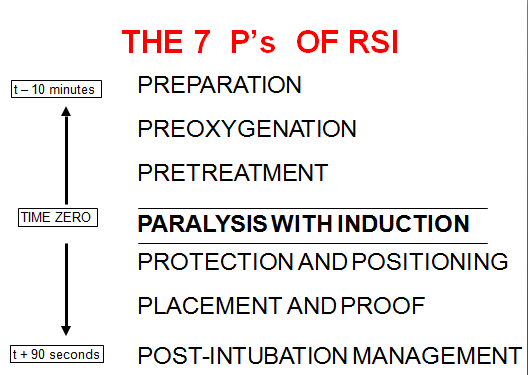 THE 7 P's OF RSI
t – 10 minutes
PREPARATION
PREOXYGENATION
PRETREATMENT
TIME ZERO
PARALYSIS WITH INDUCTION
PROTECTION AND POSITIONING
PLACEMENT AND PROOF
t + 90 seconds
POST-INTUBATION MANAGEMENT